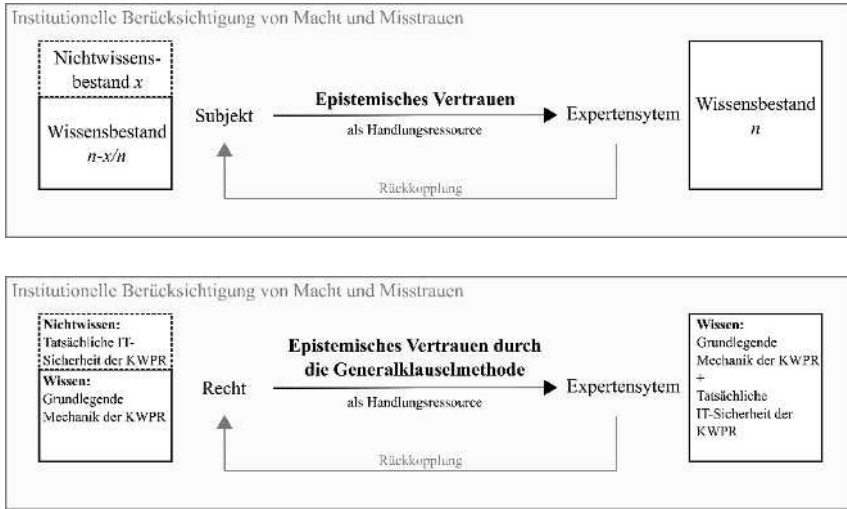 Institutionelle Berücksichtigung von Macht und Misstrauen
Nichtwissens-
bestand x
Wissensbestand
n-x/n
Subjekt
Epistemisches Vertrauen
als Handlungsressource
Expertensytem
Wissensbestand
n
Rückkopplung
Institutionelle Berücksichtigung von Macht und Misstrauen
Nichtwissen:
Tatsächliche IT-
Sicherheit der KWPR
Wissen:
Grundlegende
Mechanik der KWPR
Recht
Epistemisches Vertrauen durch
die Generalklauselmethode
als Handlungsressource
Expertensytem
Wissen:
Grundlegende
Mechanik der KWPR
+
Tatsächliche
IT-Sicherheit der
KWPR
Rückkopplung